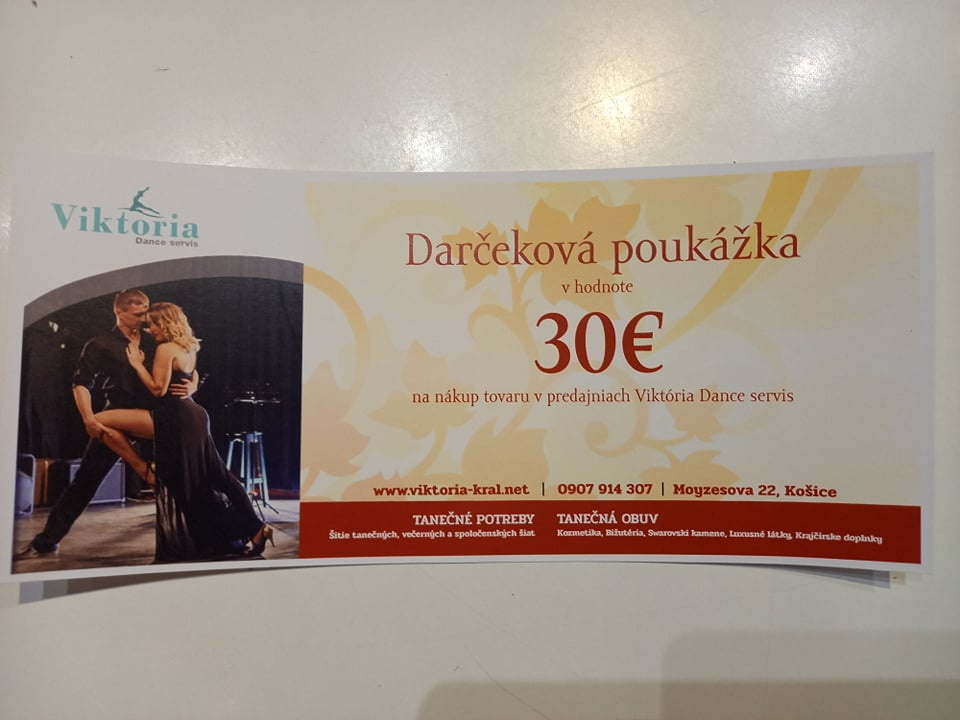 Viktoria
Dance servis
Darčeková poukážka
v hodnote
30€
na nákup tovaru v predajniach Viktória Dance servis
www.viktoria-kral.net | 0907 914 307 | Moyzesova 22, Košice
TANEČNÉ POTREBY
Šitie tanečných, večerných a spoločenských šiat
TANEČNÁ OBUV
Kozmetika, Bižutéria, Swarovski kamene, Luxusné látky, Krajčírske doplnky